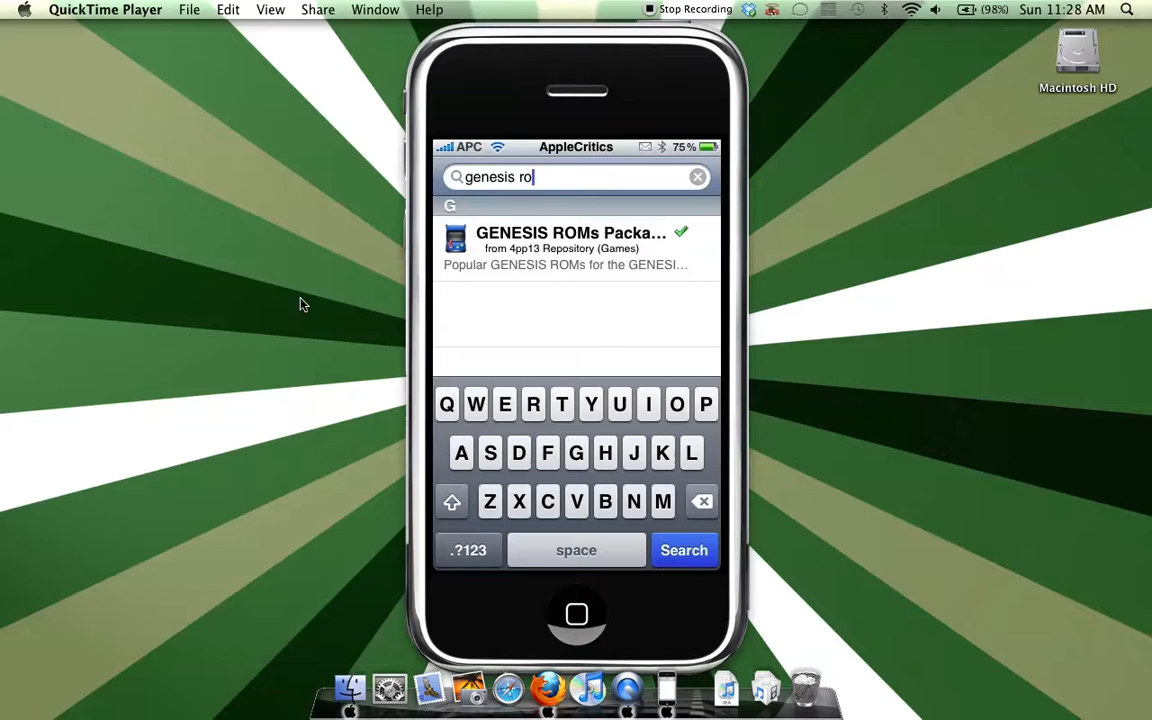 QuickTime Player File Edit View Share Window Help Stop Recording (98%) Sun 11:28 AM
Macintosh HD
APC AppleCritics 75%
genesis ro
G
GENESIS ROMs Packa...
from 4pp13 Repository (Games)
Popular GENESIS ROMs for the GENESI...
Q W E R T Y U I O P
A S D F G H J K L
Z X C V B N M
.?123 space Search